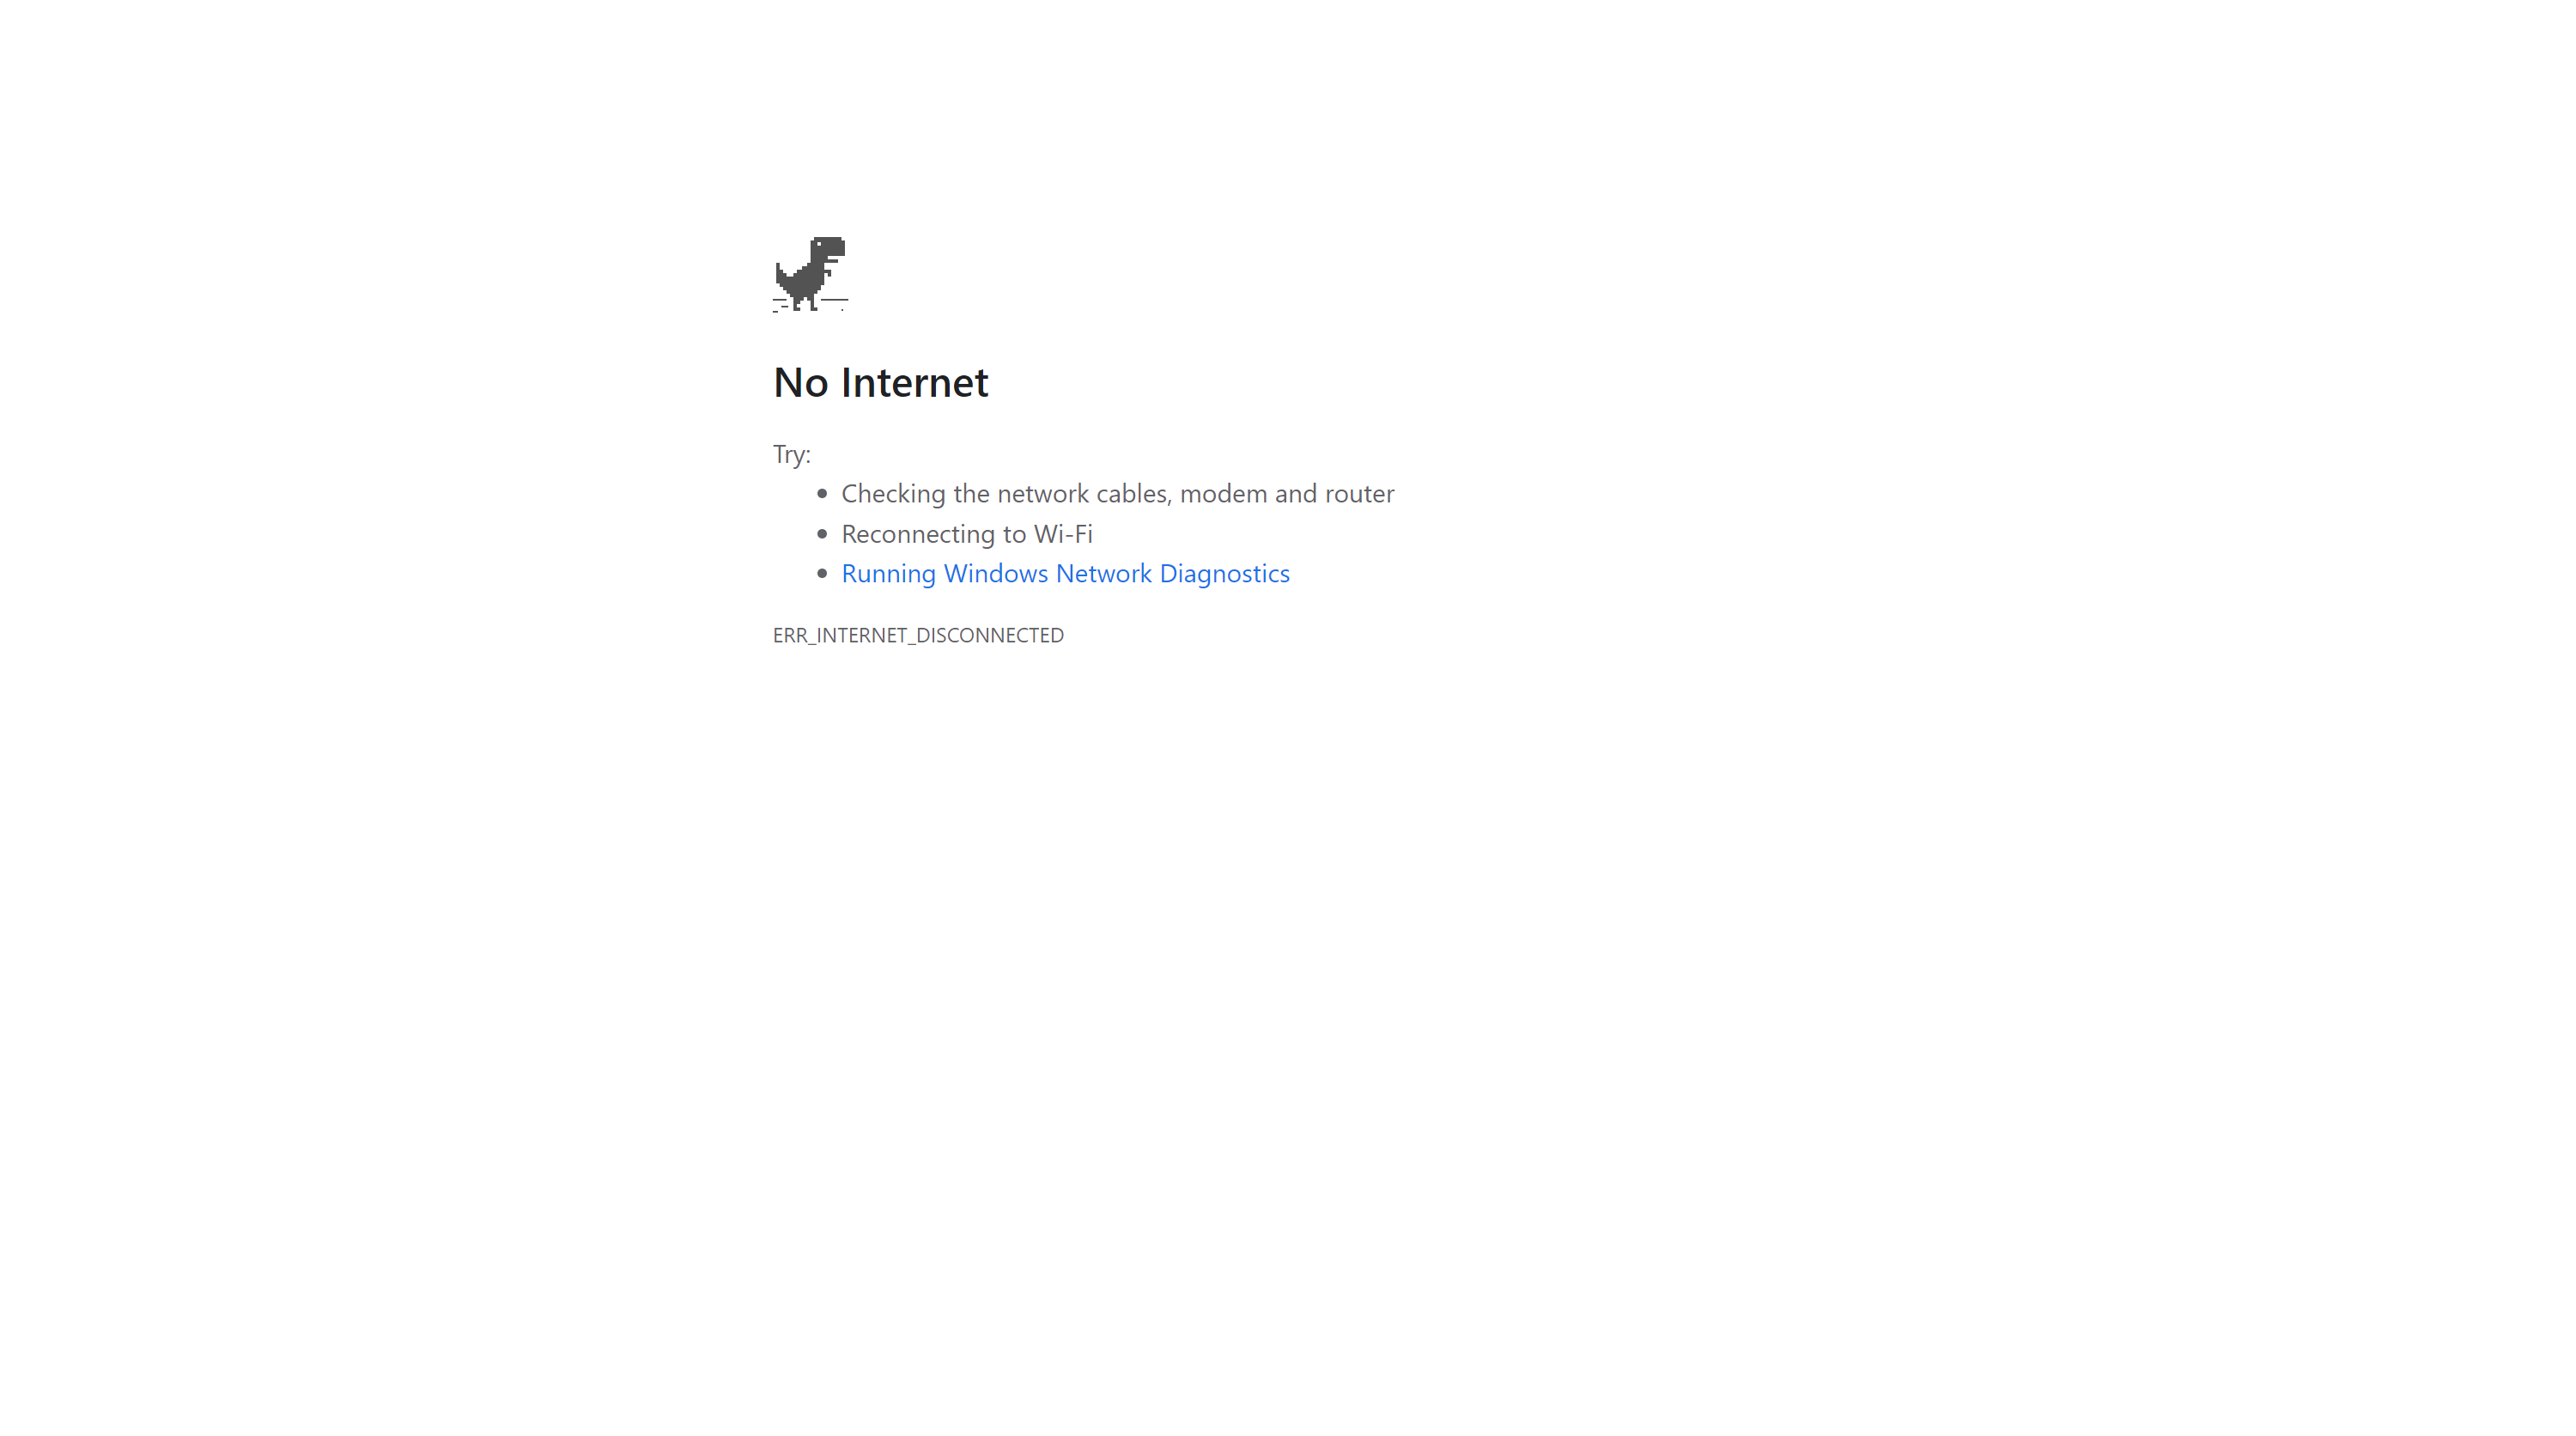 No Internet
Try:
Checking the network cables, modem and router
Reconnecting to Wi-Fi
Running Windows Network Diagnostics
ERR_INTERNET_DISCONNECTED